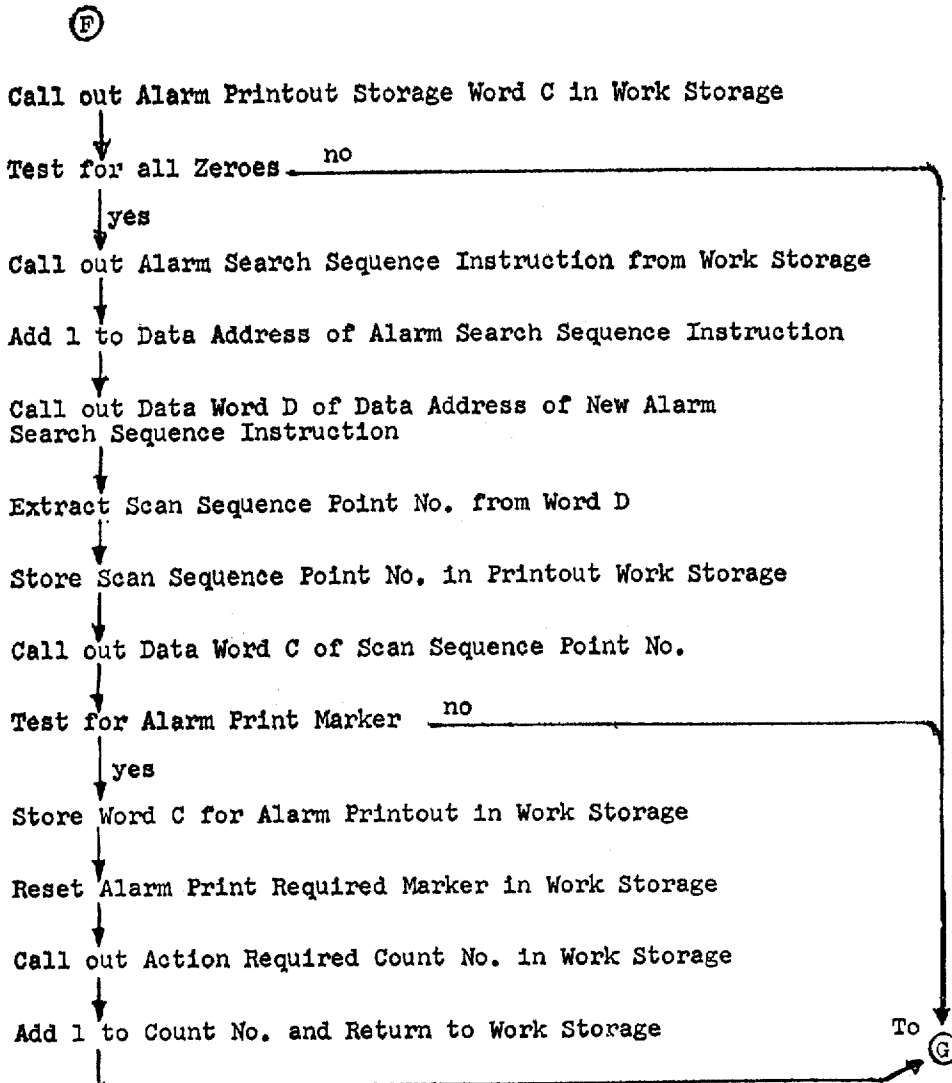 F
Call out Alarm Printout Storage Word C in Work Storage
Test for all Zeroes no
yes
Call out Alarm Search Sequence Instruction from Work Storage
Add 1 to Data Address of Alarm Search Sequence Instruction
Call out Data Word D of Data Address of New Alarm
Search Sequence Instruction
Extract Scan Sequence Point No. from Word D
Store Scan Sequence Point No. in Printout Work Storage
Call out Data Word C of Scan Sequence Point No.
Test for Alarm Print Marker no
yes
Store Word C for Alarm Printout in Work Storage
Reset Alarm Print Required Marker in Work Storage
Call out Action Required Count No. in Work Storage
Add 1 to Count No. and Return to Work Storage To
G